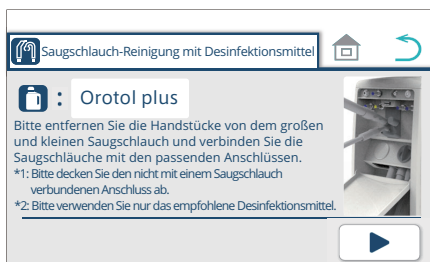 Saugschlauch-Reinigung mit Desinfektionsmittel
: Orotol plus
Bitte entfernen Sie die Handstücke von dem großen
und kleinen Saugschlauch und verbinden Sie die
Saugschläuche mit den passenden Anschlüssen.
*1: Bitte decken Sie den nicht mit einem Saugschlauch
verbundenen Anschluss ab.
*2: Bitte verwenden Sie nur das empfohlene Desinfektionsmittel.